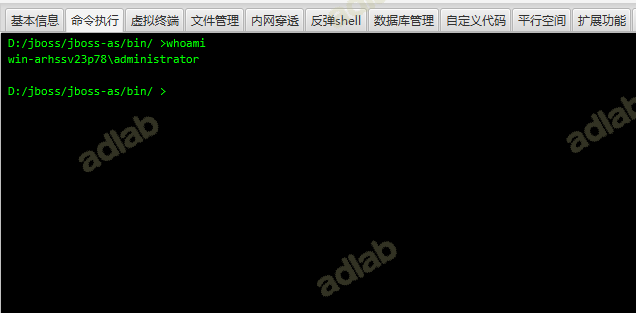 基本信息 命令执行 虚拟终端 文件管理 内网穿透 反弹shell 数据库管理 自定义代码 平行空间 扩展功能
D:/jboss/jboss-as/bin/ >whoami
win-arhssv23p78\administrator
D:/jboss/jboss-as/bin/ >
adlab
adlab
adlab